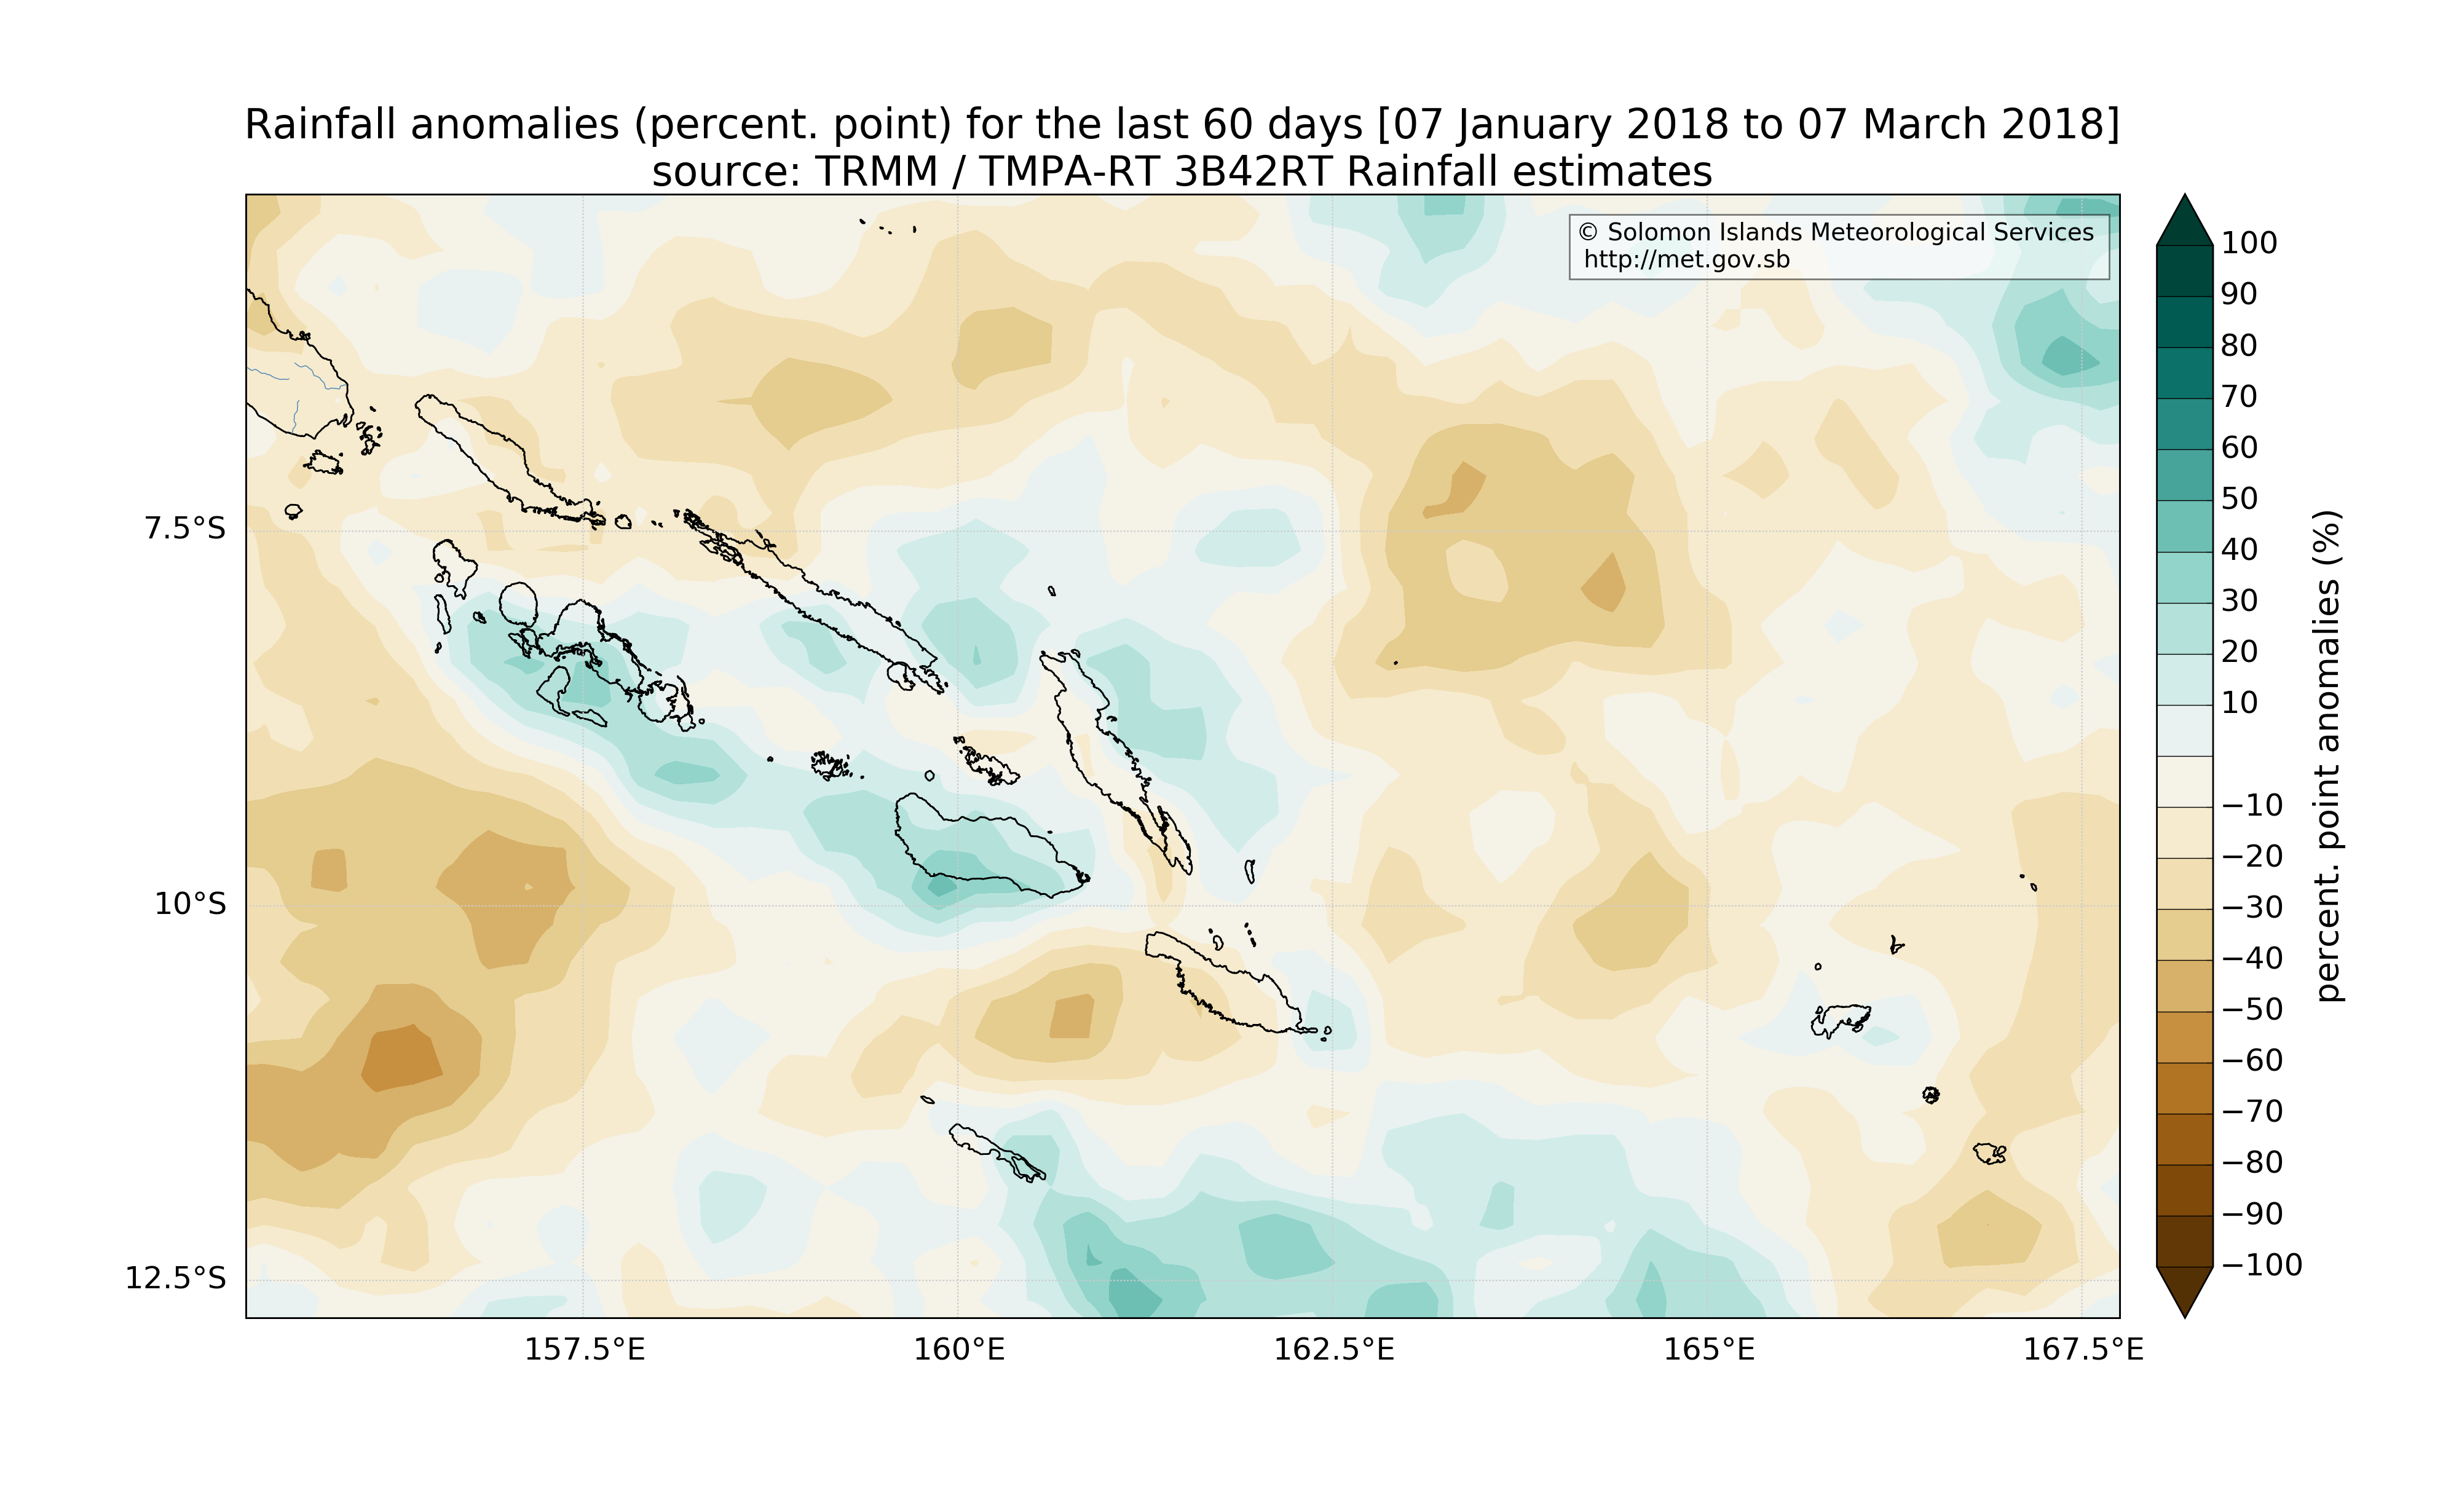 Rainfall anomalies (percent. point) for the last 60 days [07 January 2018 to 07 March 2018]
source: TRMM / TMPA-RT 3B42RT Rainfall estimates
© Solomon Islands Meteorological Services
http://met.gov.sb
7.5°S
10°S
12.5°S
157.5°E
160°E
162.5°E
165°E
167.5°E
100
90
80
70
60
50
40
30
20
10
−10
−20
−30
−40
−50
−60
−70
−80
−90
−100
percent. point anomalies (%)